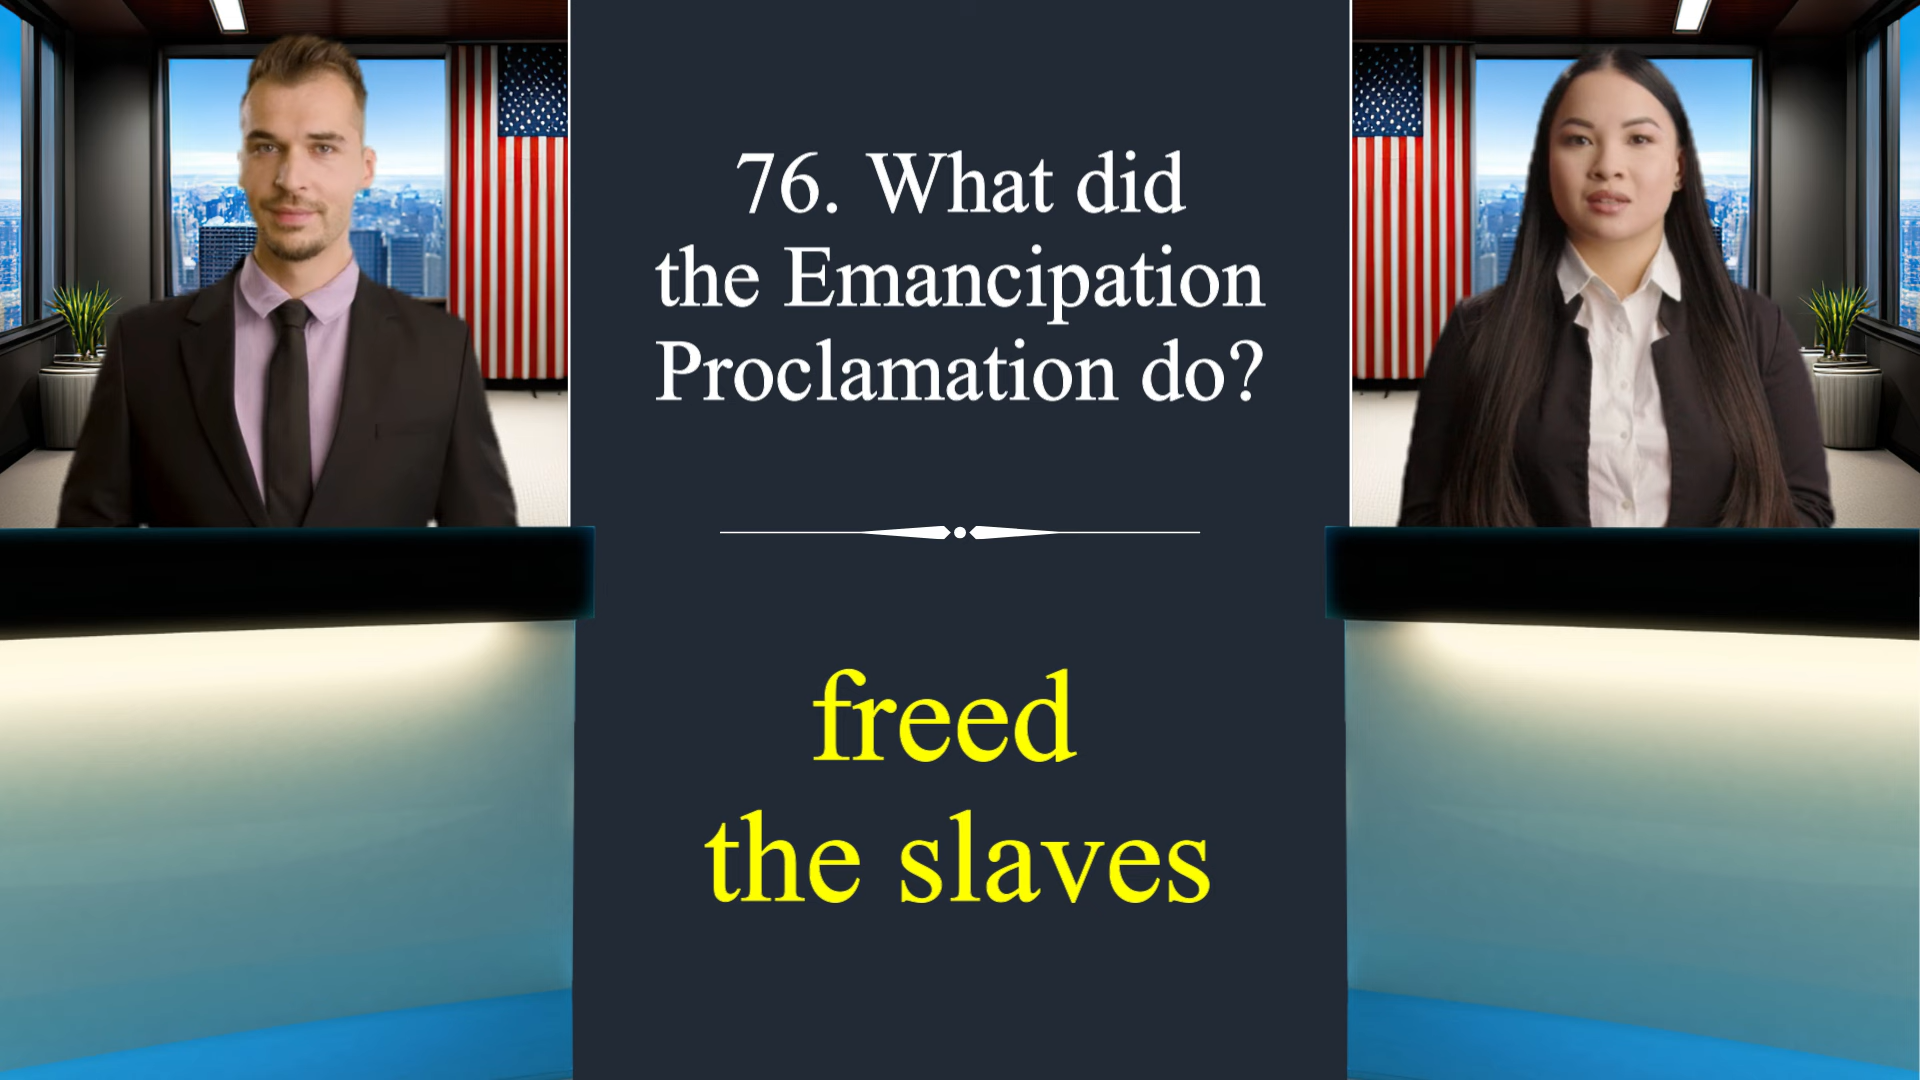 76. What did
the Emancipation
Proclamation do?
freed
the slaves